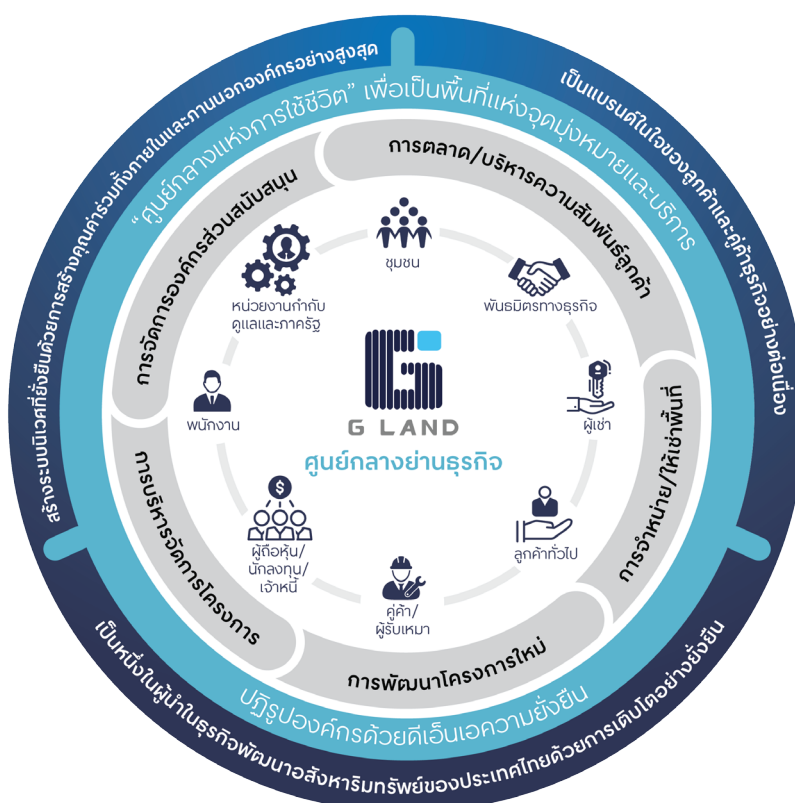 สร้างระบบนิเวศที่ยั่งยืนด้วยการสร้างคุณค่าร่วมทั้งภายในและภายนอกองค์กรอย่างสูงสุด
เป็นแบรนด์ในใจของลูกค้าและคู่ค้าธุรกิจอย่างต่อเนื่อง
เป็นหนึ่งในผู้นำในธุรกิจพัฒนาอสังหาริมทรัพย์ของประเทศไทยด้วยการเติบโตอย่างยั่งยืน
“ศูนย์กลางแห่งการใช้ชีวิต” เพื่อเป็นพื้นที่แห่งจุดมุ่งหมายและบริการ
ปฏิรูปองค์กรด้วยดีเอ็นเอความยั่งยืน
การจัดการองค์กรส่วนสนับสนุน
การตลาด/บริหารความสัมพันธ์ลูกค้า
การจำหน่าย/ให้เช่าพื้นที่
การพัฒนาโครงการใหม่
การบริหารจัดการโครงการ
ชุมชน
พันธมิตรทางธุรกิจ
ผู้เช่า
ลูกค้าทั่วไป
คู่ค้า/
ผู้รับเหมา
ผู้ถือหุ้น/
นักลงทุน/
เจ้าหนี้
พนักงาน
หน่วยงานกำกับ
ดูแลและภาครัฐ
G LAND
ศูนย์กลางย่านธุรกิจ